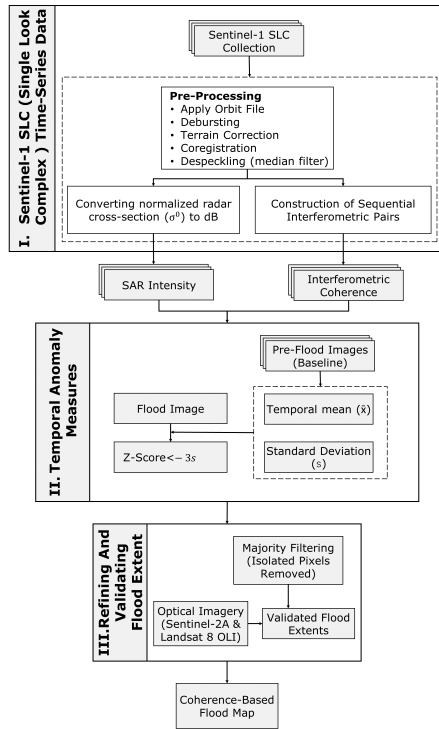 I. Sentinel-1 SLC (Single Look
Complex ) Time-Series Data
Sentinel-1 SLC
Collection
Pre-Processing
• Apply Orbit File
• Debursting
• Terrain Correction
• Coregistration
• Despeckling (median filter)
Converting normalized radar
cross-section (σ⁰) to dB
Construction of Sequential
Interferometric Pairs
SAR Intensity
Interferometric
Coherence
II. Temporal Anomaly
Measures
Pre-Flood Images
(Baseline)
Flood Image
Temporal mean (x̄)
Z-Score<− 3s
Standard Deviation
(s)
III.Refining And
Validating
Flood Extent
Majority Filtering
(Isolated Pixels
Removed)
Optical Imagery
(Sentinel-2A &
Landsat 8 OLI)
Validated Flood
Extents
Coherence-Based
Flood Map